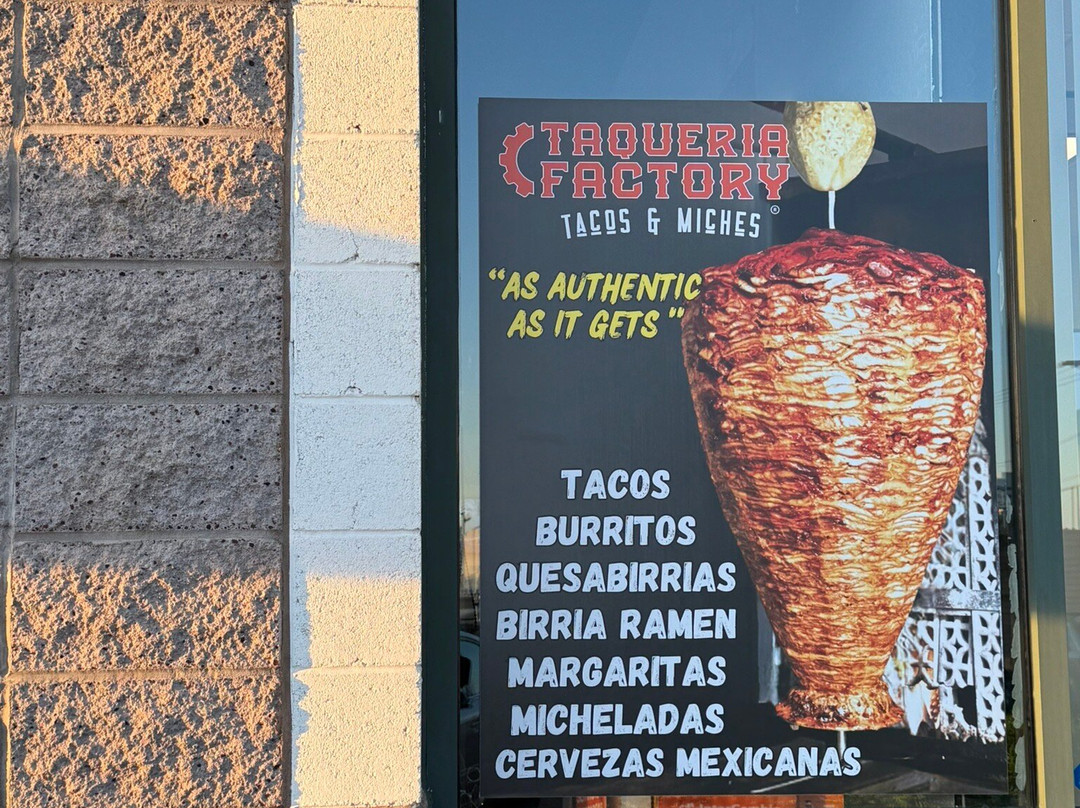 TAQUERIA
FACTORY
TACOS & MICHES ®
"AS AUTHENTIC
AS IT GETS"
TACOS
BURRITOS
QUESABIRRIAS
BIRRIA RAMEN
MARGARITAS
MICHELADAS
CERVEZAS MEXICANAS